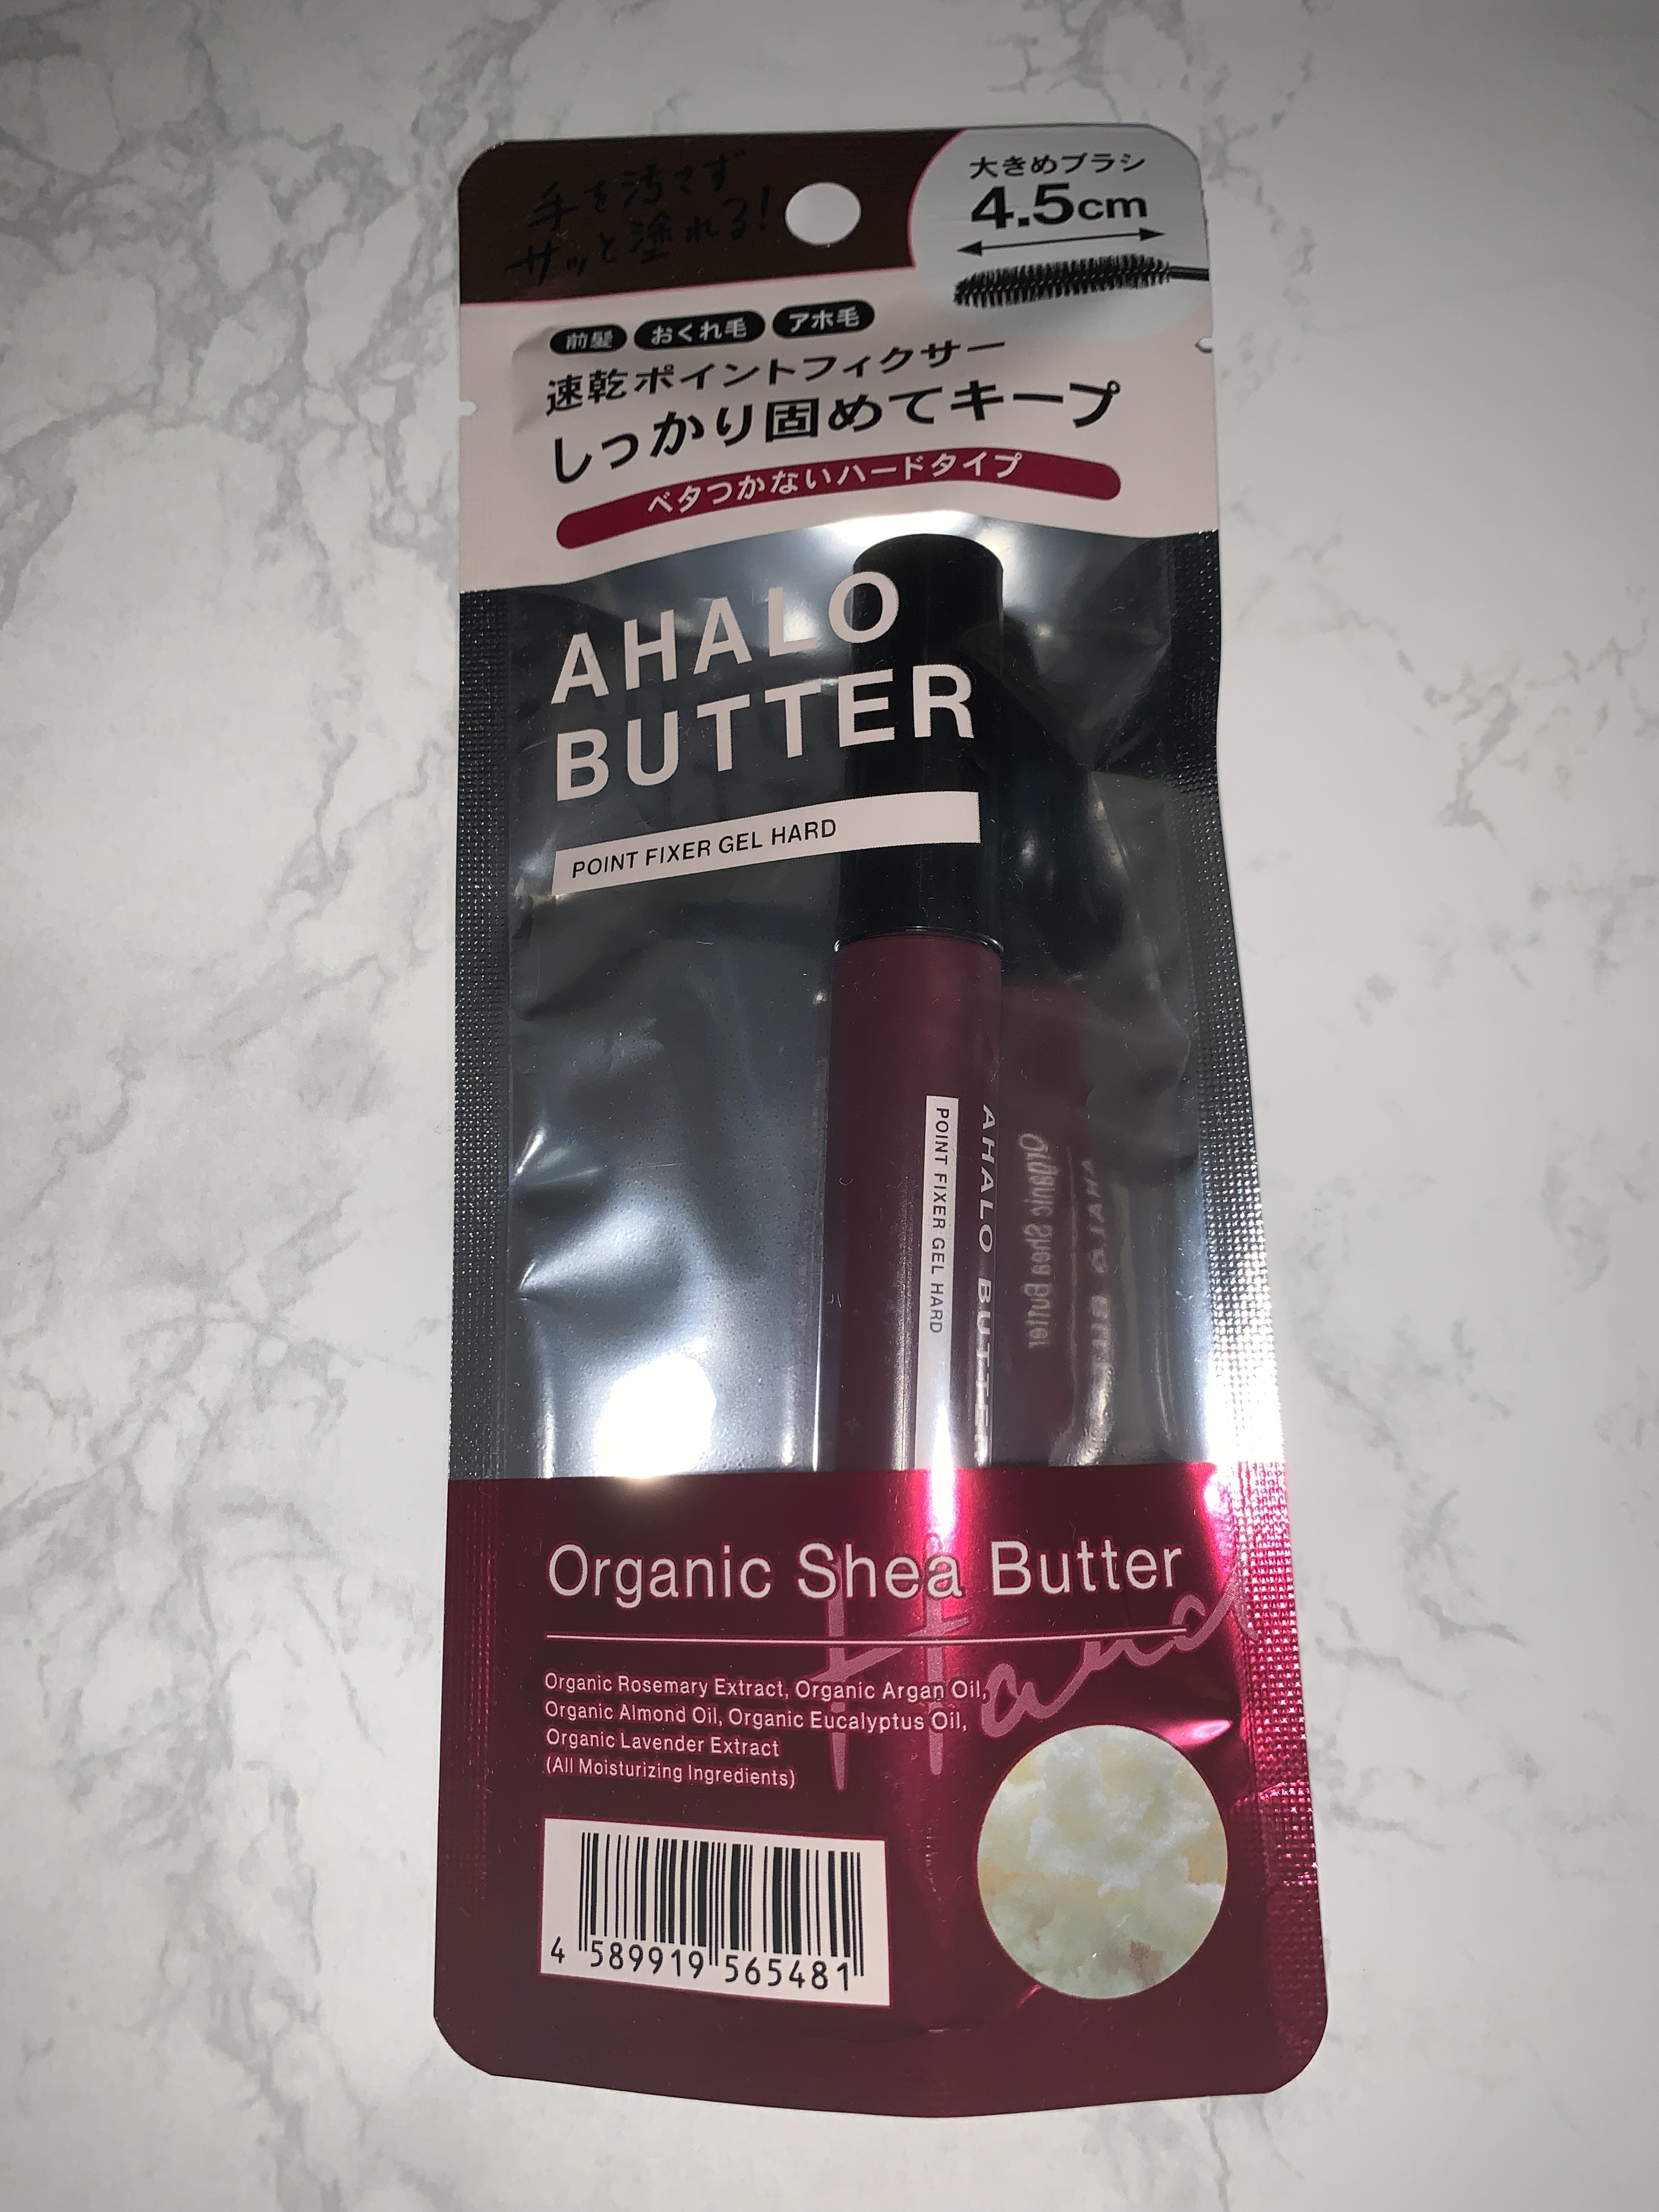 手を汚さず
サッと塗れる!
大きめブラシ
4.5cm
前髪 おくれ毛 アホ毛
速乾ポイントフィクサー
しっかり固めてキープ
ベタつかないハードタイプ
AHALO
BUTTER
POINT FIXER GEL HARD
AHALO BUTTER
POINT FIXER GEL HARD
Organic Shea Butter
Organic Shea Butter
Hard
Organic Rosemary Extract, Organic Argan Oil,
Organic Almond Oil, Organic Eucalyptus Oil,
Organic Lavender Extract
(All Moisturizing Ingredients)
4 589919 565481